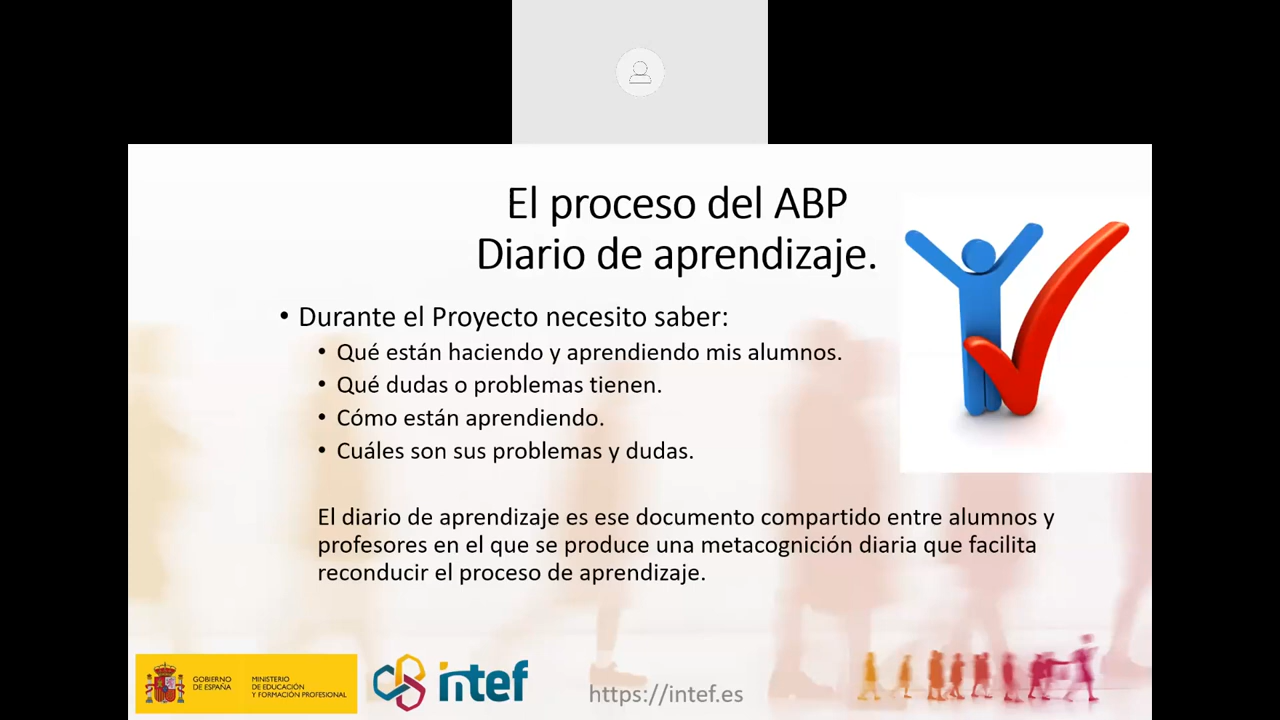 El proceso del ABP
Diario de aprendizaje.
• Durante el Proyecto necesito saber:
• Qué están haciendo y aprendiendo mis alumnos.
• Qué dudas o problemas tienen.
• Cómo están aprendiendo.
• Cuáles son sus problemas y dudas.
El diario de aprendizaje es ese documento compartido entre alumnos y
profesores en el que se produce una metacognición diaria que facilita
reconducir el proceso de aprendizaje.
GOBIERNO
DE ESPAÑA
MINISTERIO
DE EDUCACIÓN
Y FORMACIÓN PROFESIONAL
intef
https://intef.es